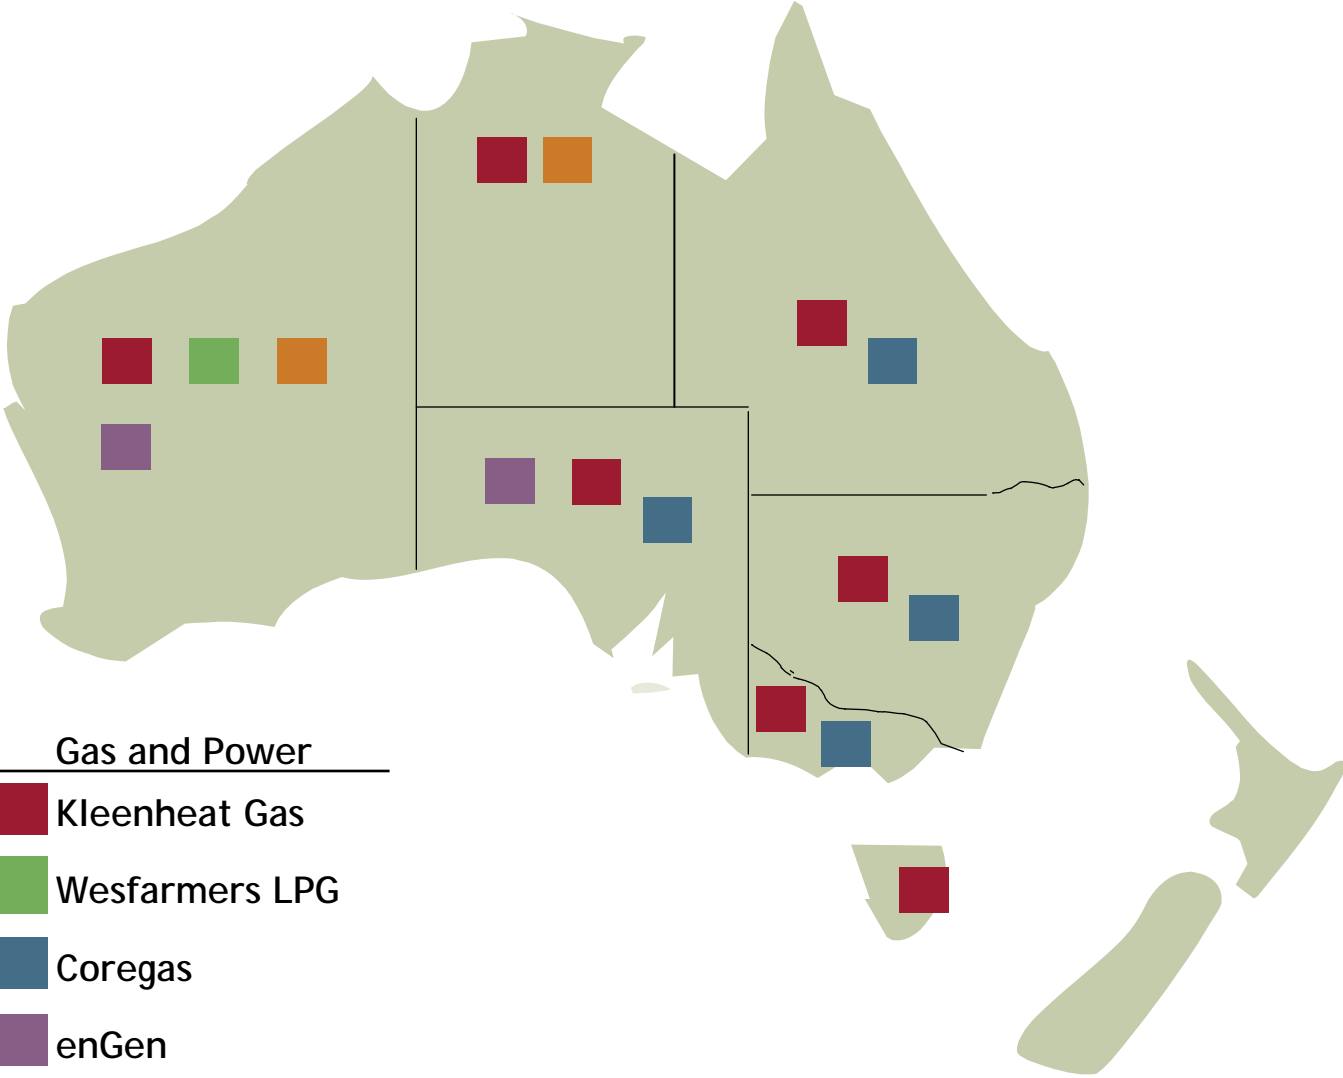 Gas and Power
Kleenheat Gas
Wesfarmers LPG
Coregas
enGen